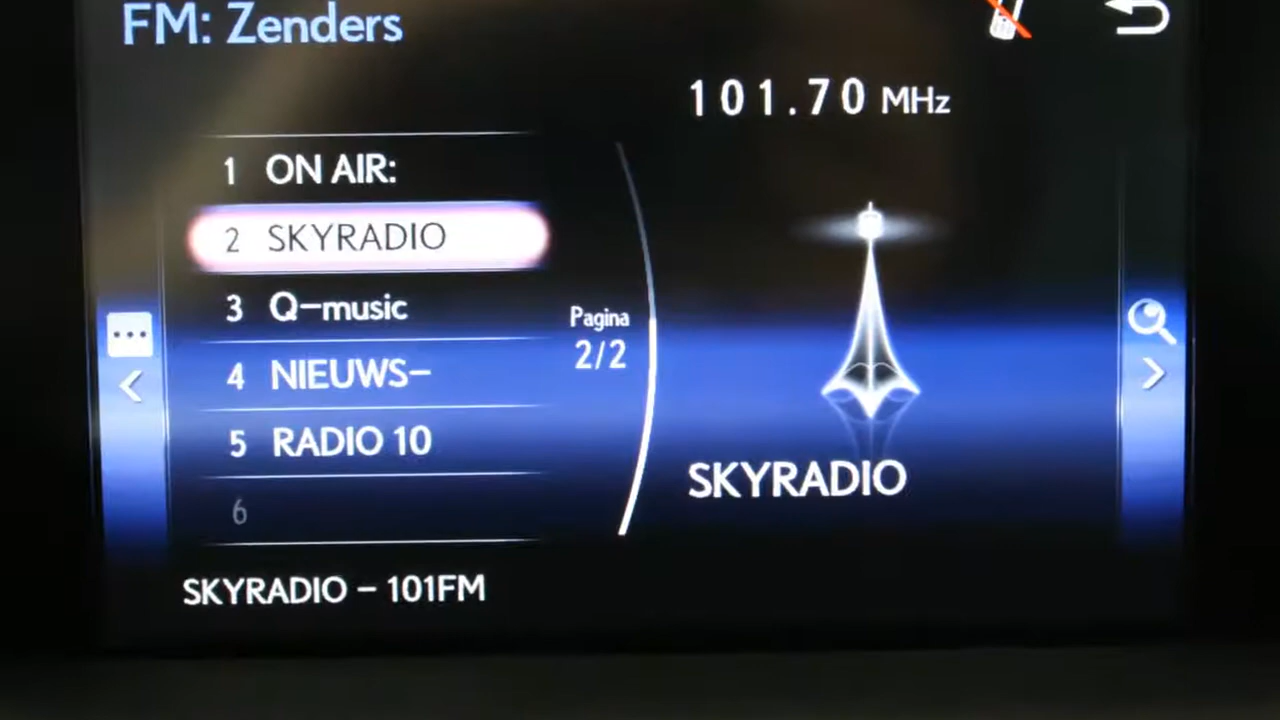 FM: Zenders
101.70 MHz
1 ON AIR:
2 SKYRADIO
3 Q-music
4 NIEUWS-
5 RADIO 10
6
Pagina
2/2
SKYRADIO
SKYRADIO - 101FM